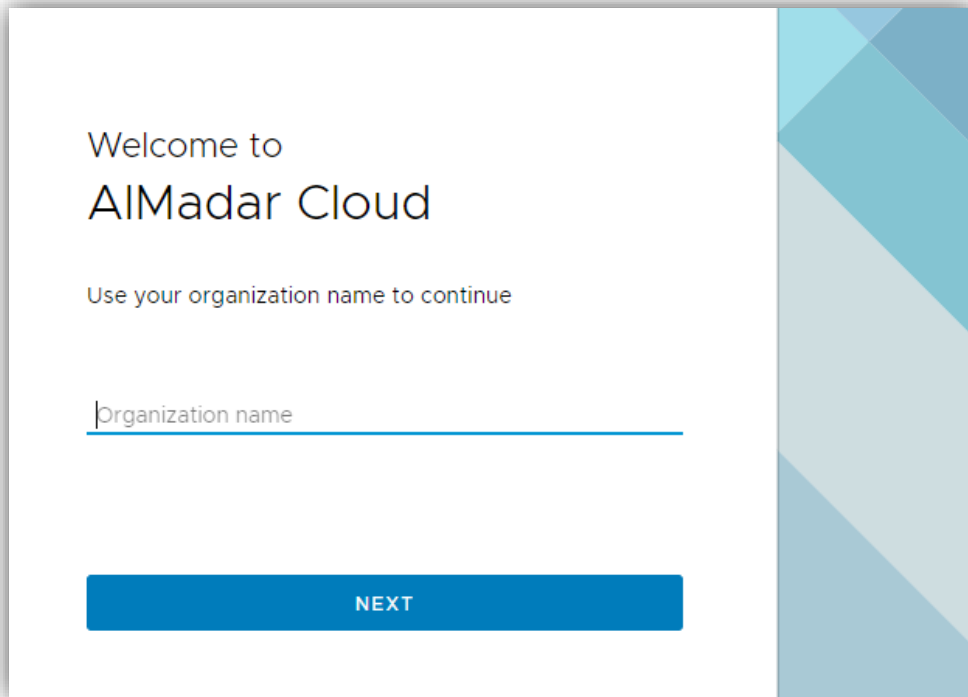 Welcome to
AlMadar Cloud
Use your organization name to continue
Organization name
NEXT